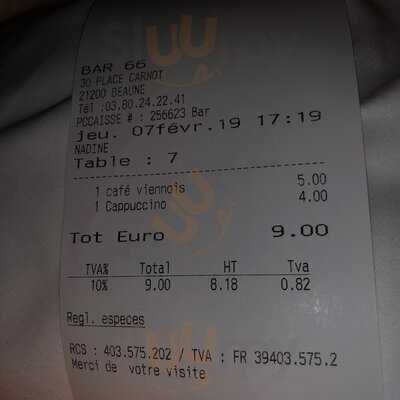 BAR 66
30 PLACE CARNOT
21200 BEAUNE
Tél :03.80.24.22.41
PCCAISSE # : 256623 Bar
jeu. 07févr.19 17:19
NADINE
Table : 7
1 café viennois 5.00
1 Cappuccino 4.00
Tot Euro 9.00
TVA% Total HT Tva
10% 9.00 8.18 0.82
Regl. especes
RCS : 403.575.202 / TVA : FR 39403.575.2
Merci de votre visite